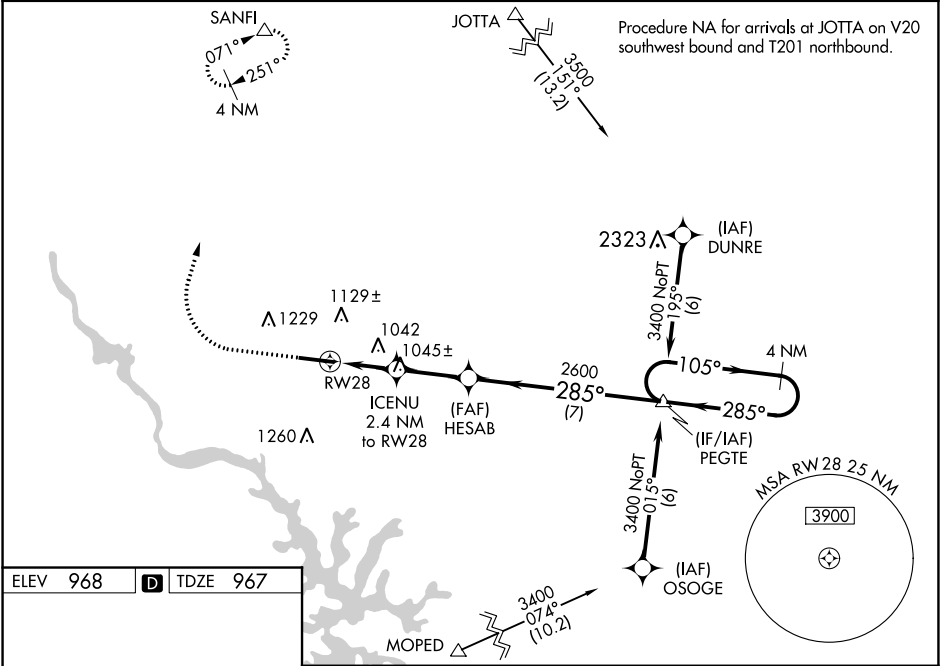 SANFI
071°
251°
4 NM
JOTTA
3500
151°
(13.2)
Procedure NA for arrivals at JOTTA on V20
southwest bound and T201 northbound.
2323
(IAF)
DUNRE
3400 NoPT
195°
(6)
1229
1129±
1042
1045±
RW28
ICENU
2.4 NM
to RW28
(FAF)
HESAB
2600
285°
(7)
105°
4 NM
285°
(IF/IAF)
PEGTE
1260
3400 NoPT
015°
(6)
(IAF)
OSOGE
MSA RW28 25 NM
3900
3400
074°
(10.2)
MOPED
ELEV 968 D TDZE 967